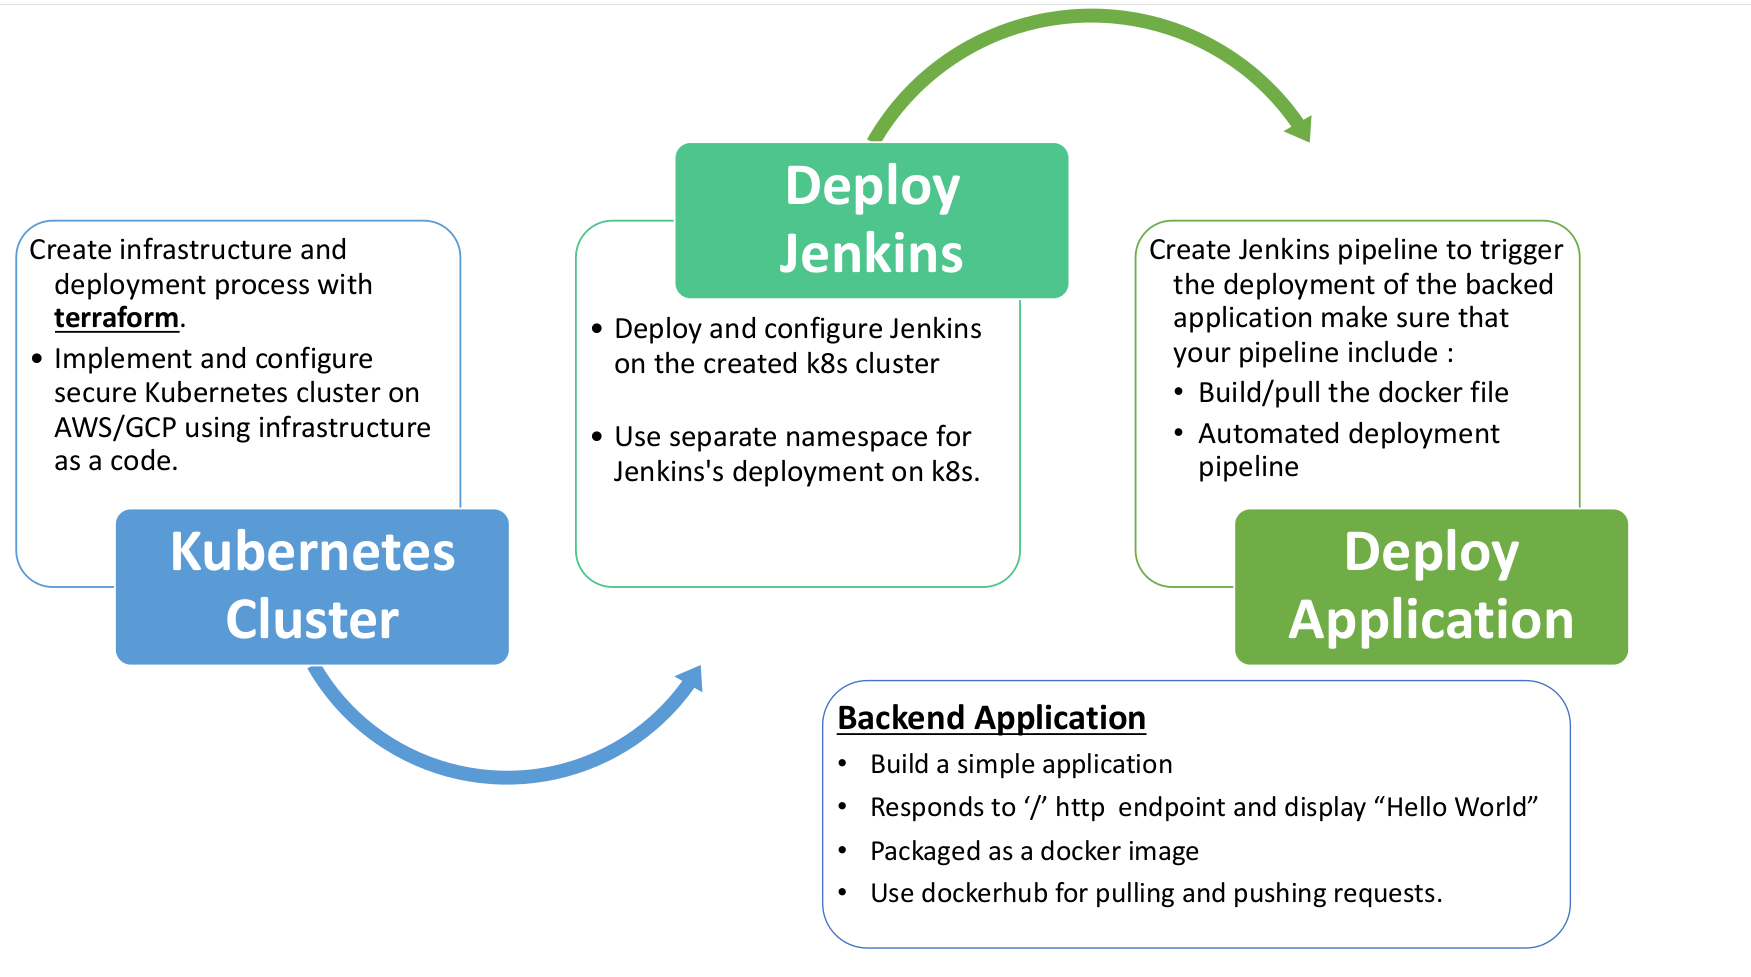 Create infrastructure and
deployment process with
terraform.
• Implement and configure
secure Kubernetes cluster on
AWS/GCP using infrastructure
as a code.
Kubernetes
Cluster
Deploy
Jenkins
• Deploy and configure Jenkins
on the created k8s cluster
• Use separate namespace for
Jenkins's deployment on k8s.
Create Jenkins pipeline to trigger
the deployment of the backed
application make sure that
your pipeline include :
• Build/pull the docker file
• Automated deployment
pipeline
Deploy
Application
Backend Application
• Build a simple application
• Responds to ‘/’ http  endpoint and display “Hello World”
• Packaged as a docker image
• Use dockerhub for pulling and pushing requests.